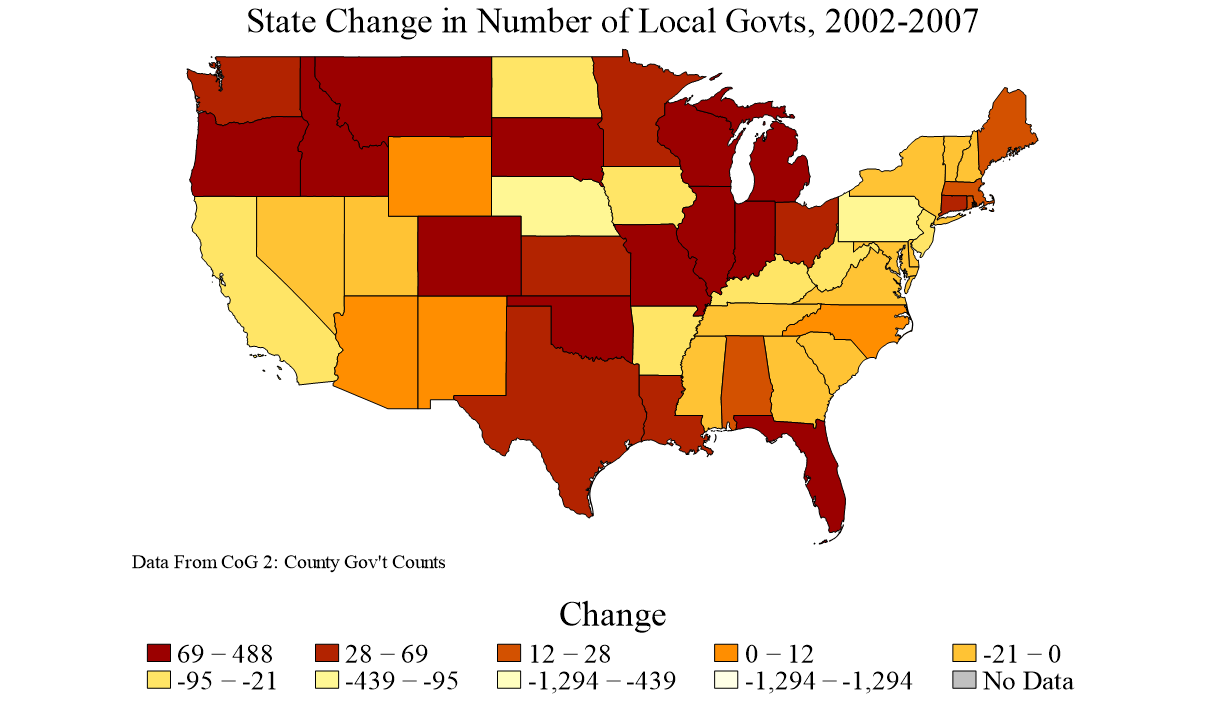 State Change in Number of Local Govts, 2002-2007
Data From CoG 2: County Gov't Counts
Change
69 – 488 28 – 69 12 – 28 0 – 12 -21 – 0
-95 – -21 -439 – -95 -1,294 – -439 -1,294 – -1,294 No Data